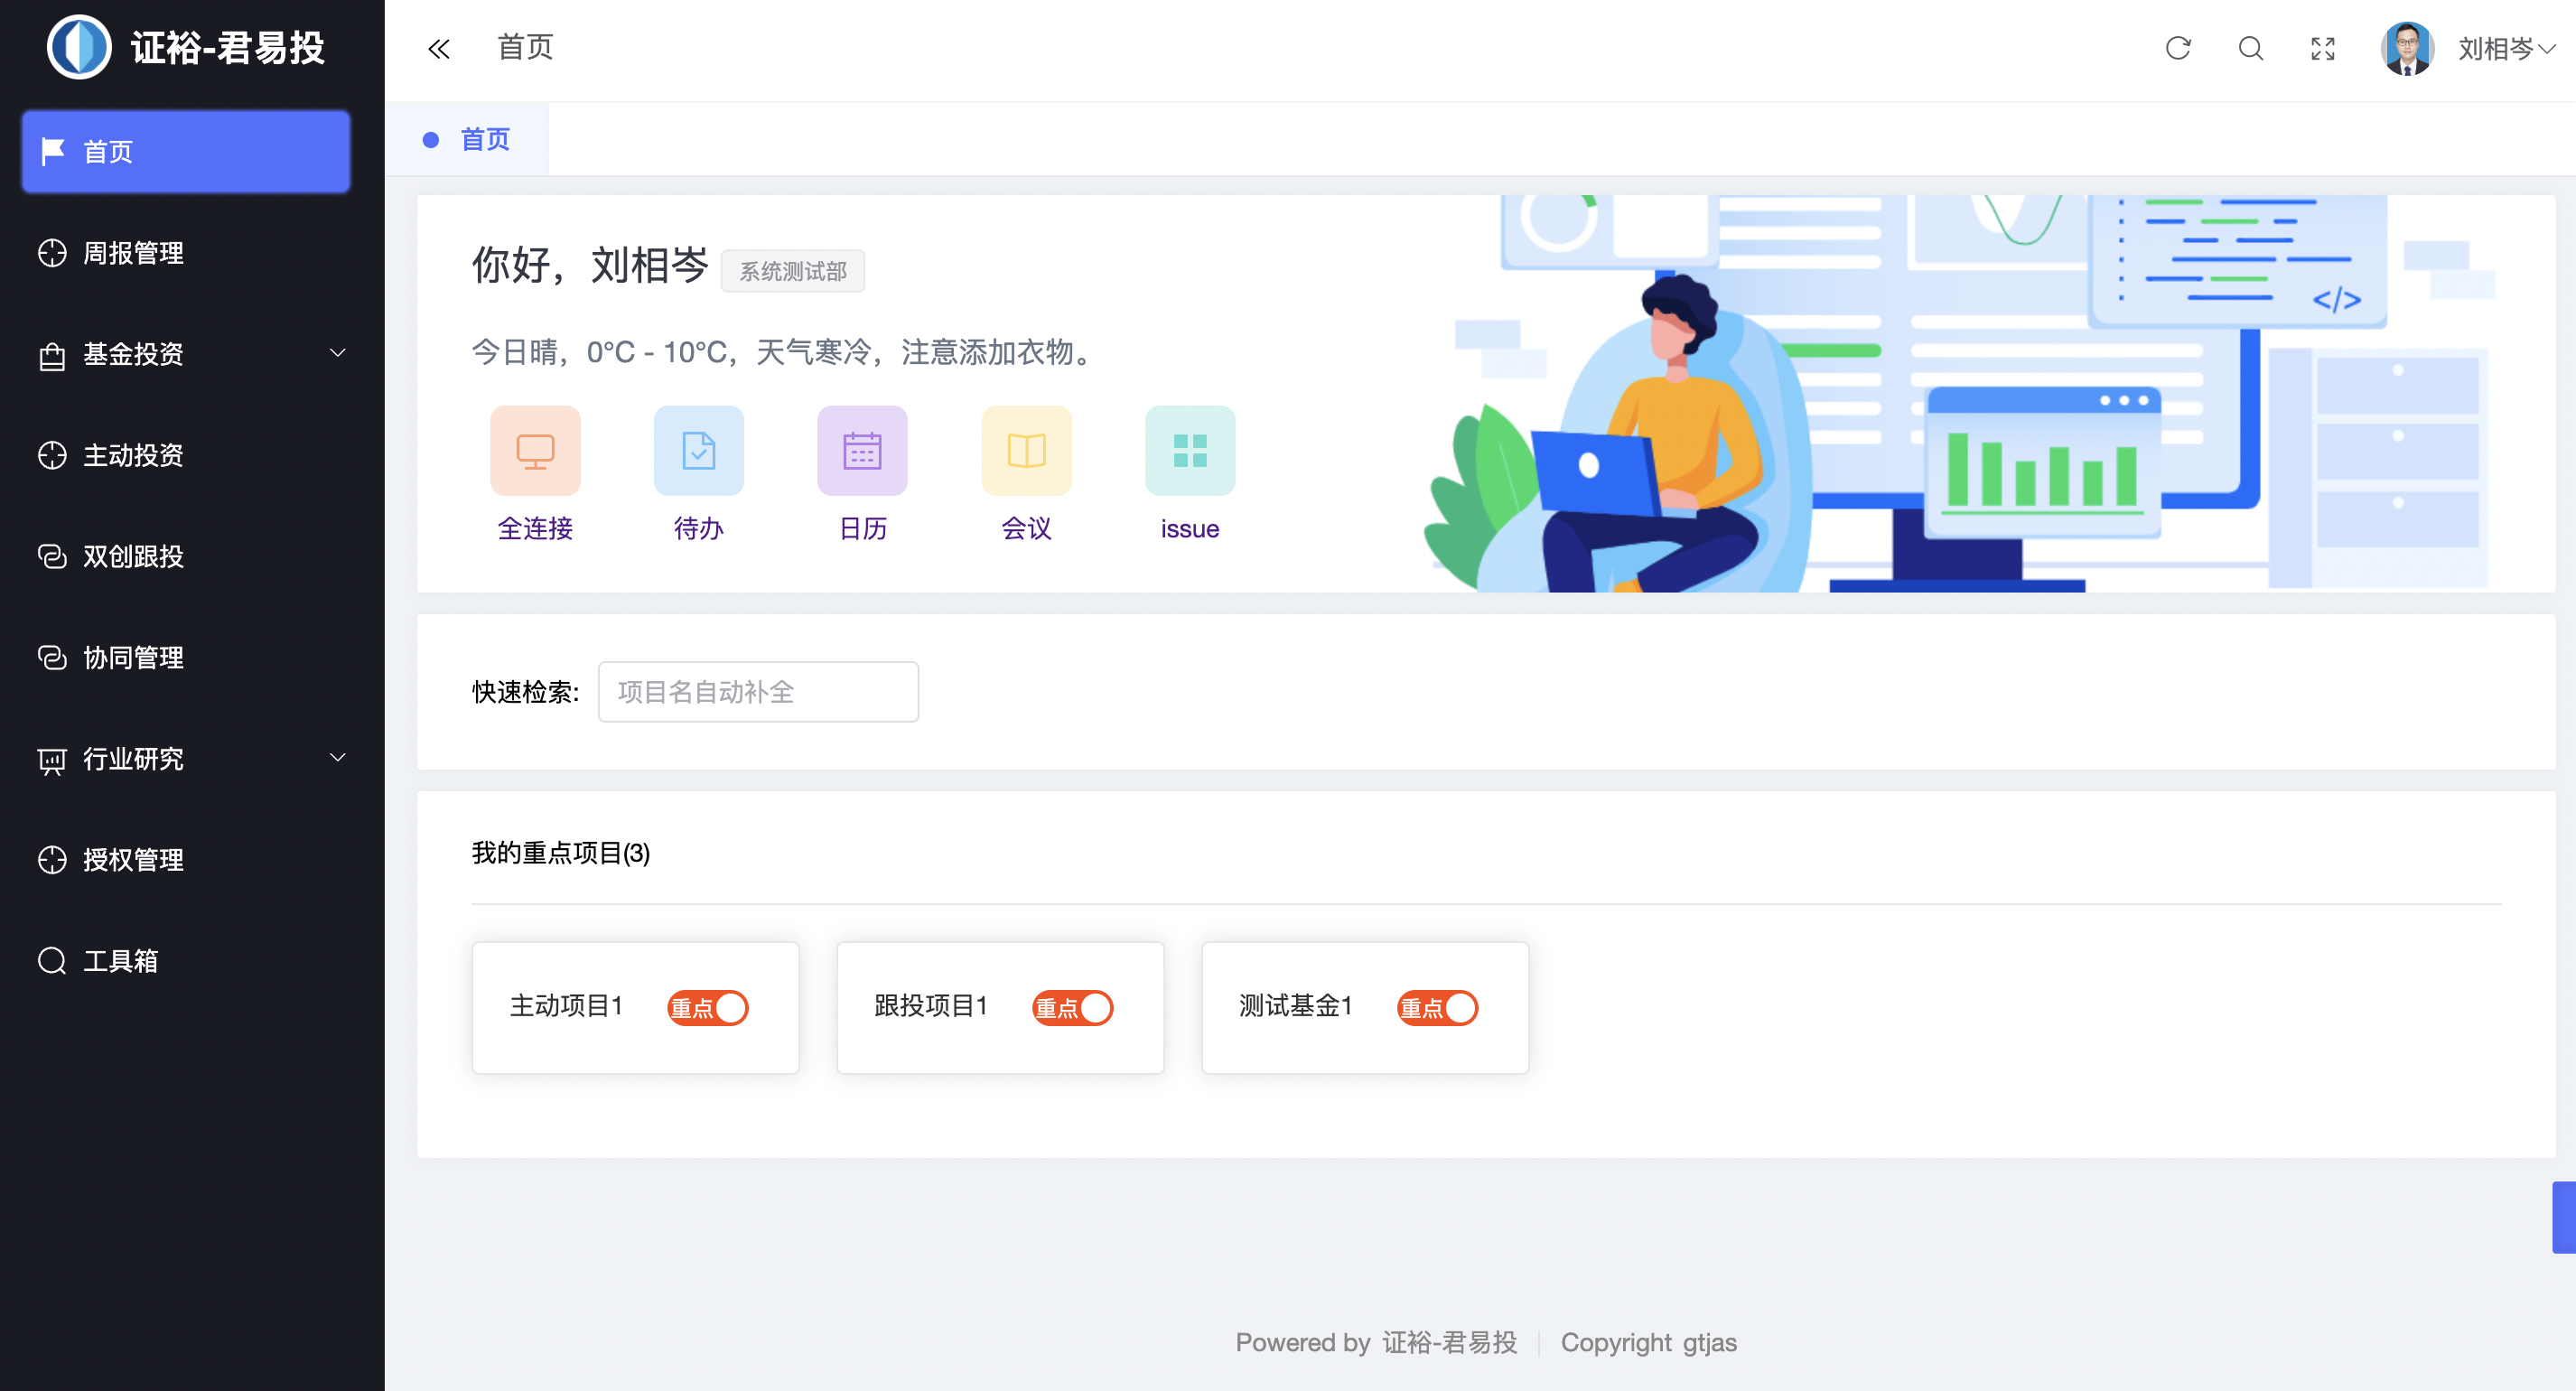 证裕-君易投
首页
刘相岑
首页
首页
周报管理
基金投资
主动投资
双创跟投
协同管理
行业研究
授权管理
工具箱
你好，刘相岑 系统测试部
今日晴，0℃ - 10℃，天气寒冷，注意添加衣物。
全连接 待办 日历 会议 issue
</>
快速检索: 项目名自动补全
我的重点项目(3)
主动项目1 重点 跟投项目1 重点 测试基金1 重点
Powered by 证裕-君易投 Copyright gtjas